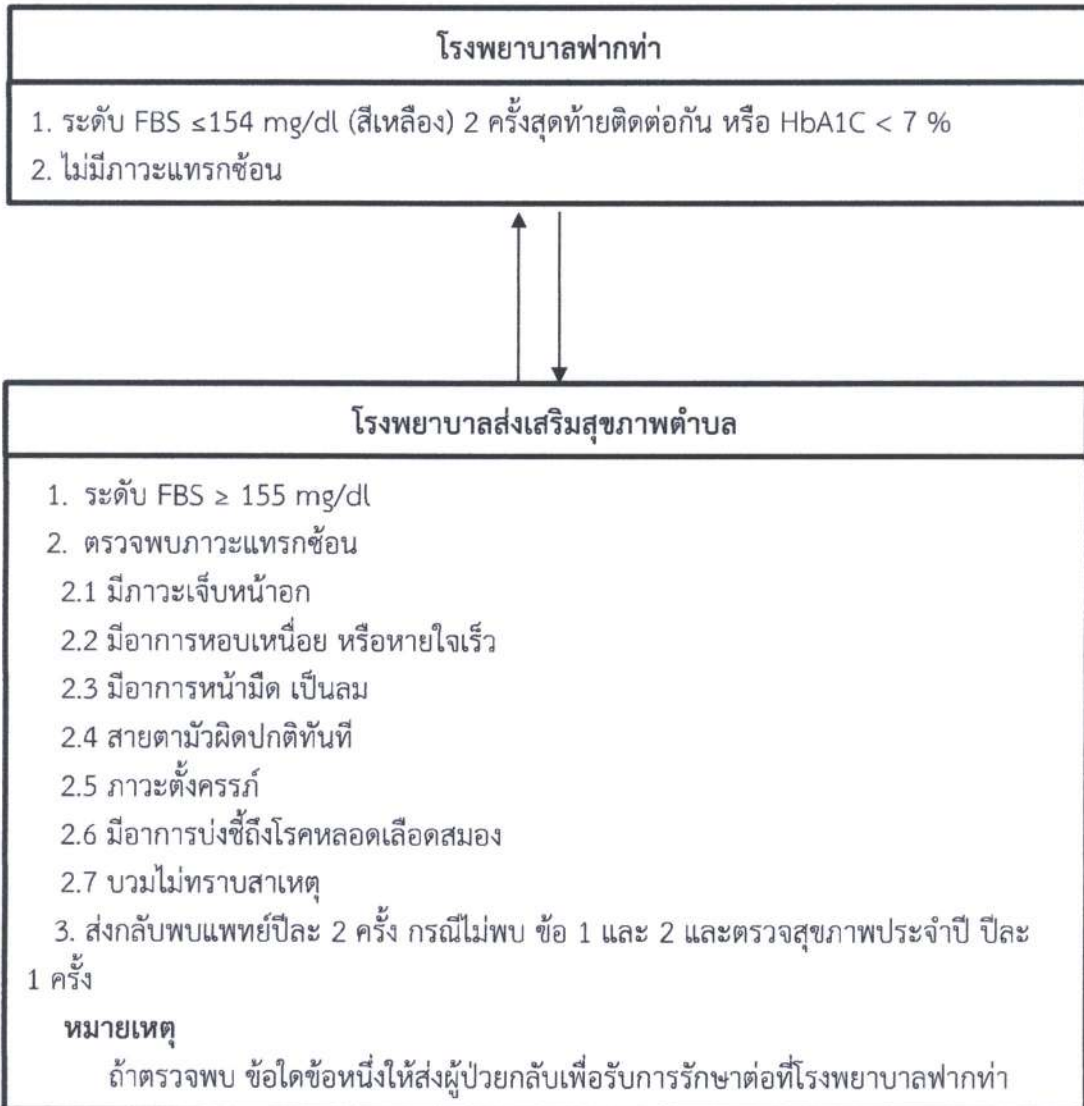 โรงพยาบาลฟากท่า
1. ระดับ FBS ≤154 mg/dl (สีเหลือง) 2 ครั้งสุดท้ายติดต่อกัน หรือ HbA1C < 7 %
2. ไม่มีภาวะแทรกซ้อน
โรงพยาบาลส่งเสริมสุขภาพตำบล
1. ระดับ FBS ≥ 155 mg/dl
2. ตรวจพบภาวะแทรกซ้อน
2.1 มีภาวะเจ็บหน้าอก
2.2 มีอาการหอบเหนื่อย หรือหายใจเร็ว
2.3 มีอาการหน้ามืด เป็นลม
2.4 สายตามัวผิดปกติทันที
2.5 ภาวะตั้งครรภ์
2.6 มีอาการบ่งชี้ถึงโรคหลอดเลือดสมอง
2.7 บวมไม่ทราบสาเหตุ
3. ส่งกลับพบแพทย์ปีละ 2 ครั้ง กรณีไม่พบ ข้อ 1 และ 2 และตรวจสุขภาพประจำปี ปีละ
1 ครั้ง
หมายเหตุ
ถ้าตรวจพบ ข้อใดข้อหนึ่งให้ส่งผู้ป่วยกลับเพื่อรับการรักษาต่อที่โรงพยาบาลฟากท่า